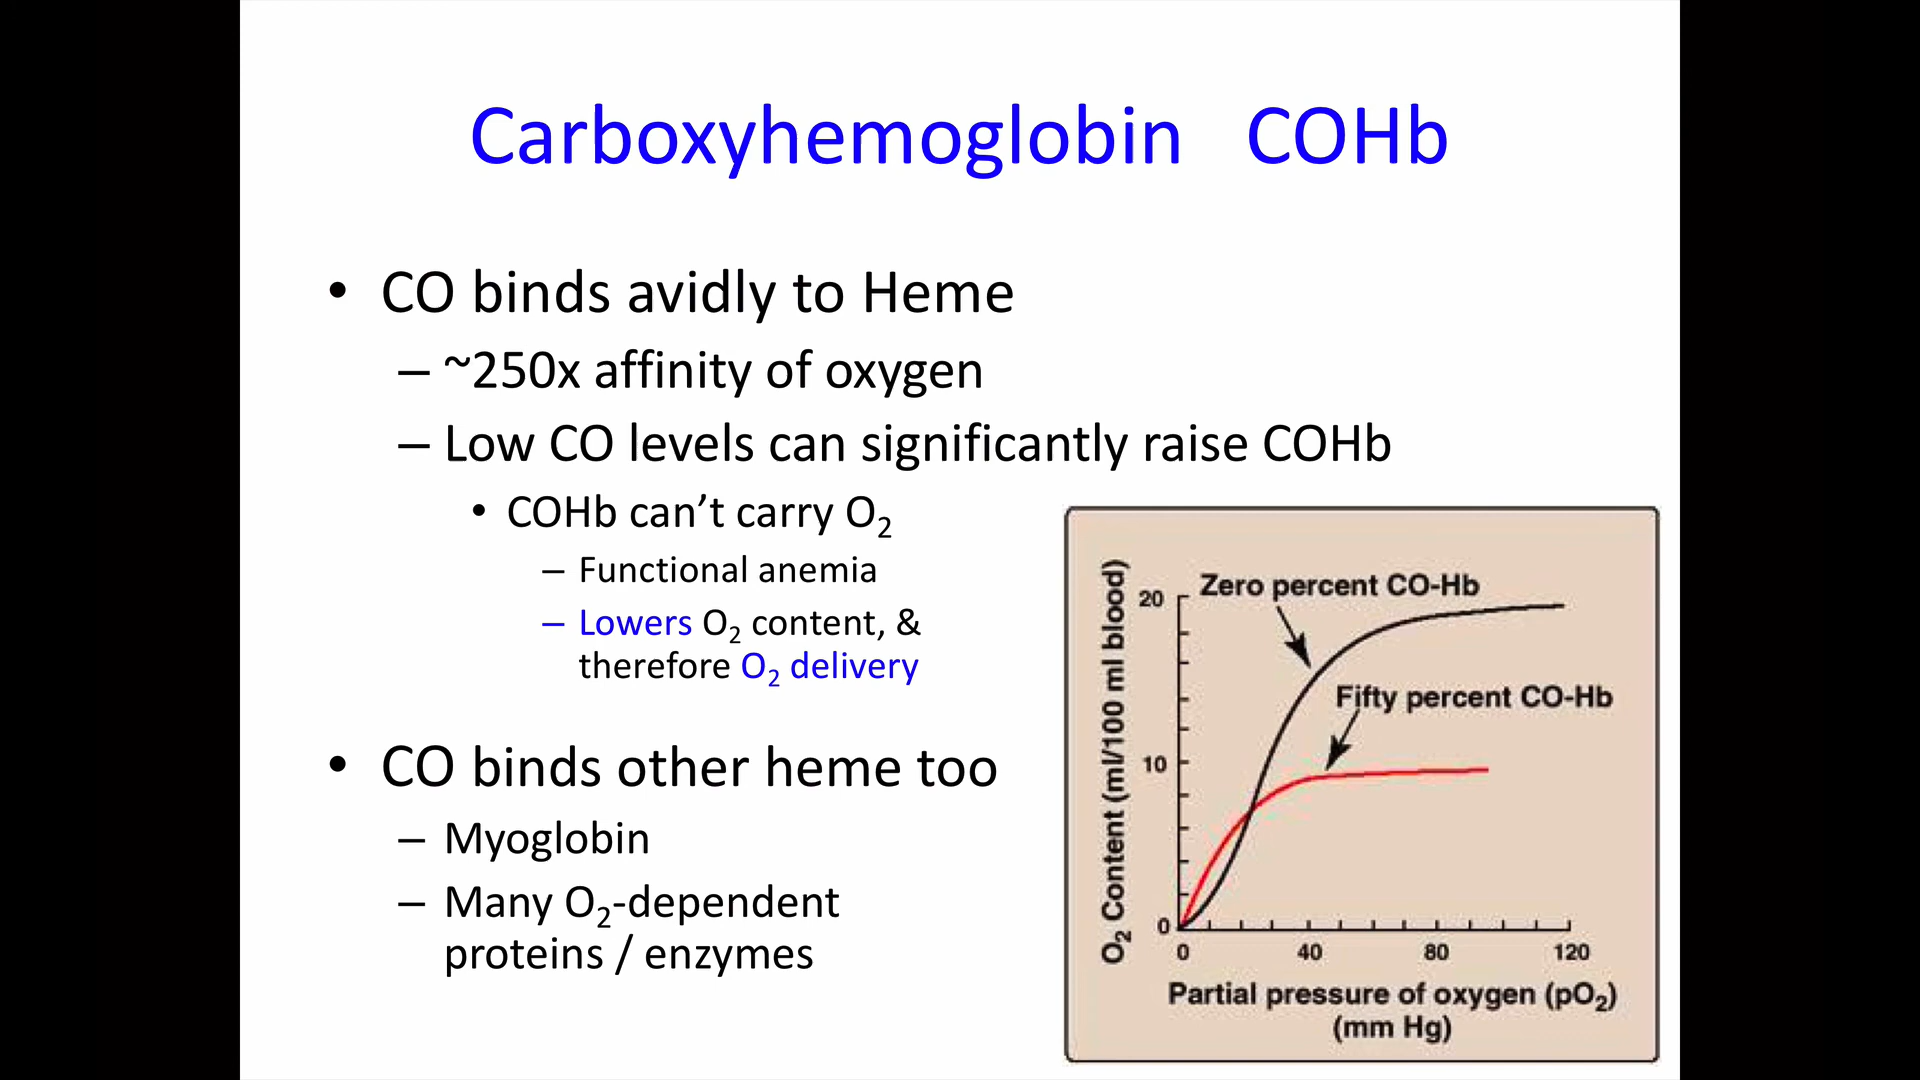 Carboxyhemoglobin COHb
• CO binds avidly to Heme
– ~250x affinity of oxygen
– Low CO levels can significantly raise COHb
• COHb can’t carry O₂
– Functional anemia
– Lowers O₂ content, &
therefore O₂ delivery
• CO binds other heme too
– Myoglobin
– Many O₂-dependent
proteins / enzymes
O₂ Content (ml/100 ml blood)
20
10
0
Zero percent CO-Hb
Fifty percent CO-Hb
0 40 80 120
Partial pressure of oxygen (pO₂)
(mm Hg)